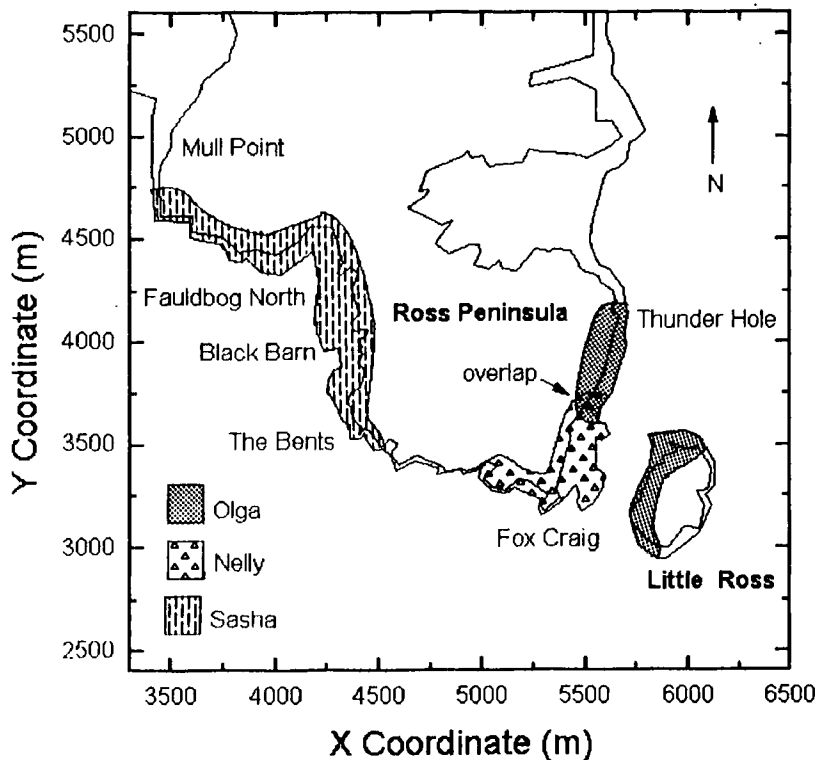 5500
5000
4500
4000
3500
3000
2500
Y Coordinate (m)
Mull Point
N
Fauldbog North
Ross Peninsula
Thunder Hole
Black Barn
overlap
The Bents
Olga
Fox Craig
Nelly
Little Ross
Sasha
3500 4000 4500 5000 5500 6000 6500
X Coordinate (m)